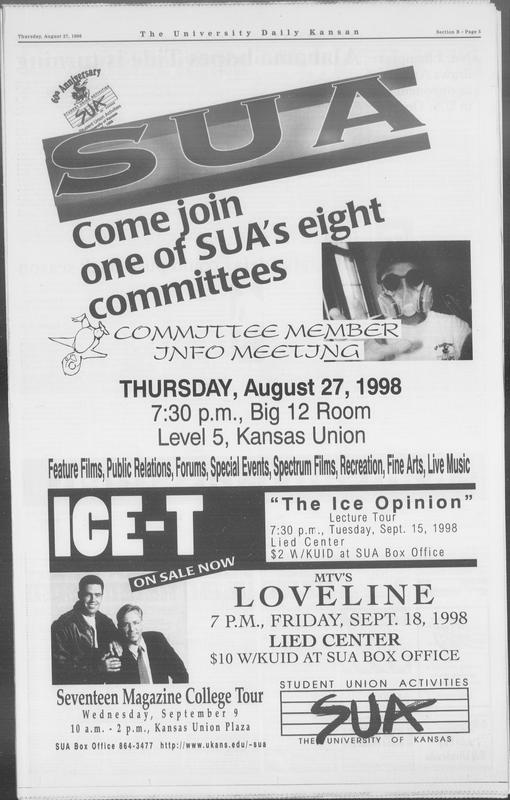 Thursday, August 27, 1998
The University Daily Kansan
Section B - Page 5
60th Anniversary
SUA
SUA
Come join
one of SUA's eight
committees
COMMITTEE MEMBER
INFO MEETING
THURSDAY, August 27, 1998
7:30 p.m., Big 12 Room
Level 5, Kansas Union
Feature Films, Public Relations, Forums, Special Events, Spectrum Films, Recreation, Fine Arts, Live Music
ICE-T
"The Ice Opinion"
Lecture Tour
7:30 p.m., Tuesday, Sept. 15, 1998
Lied Center
$2 W/KUID at SUA Box Office
ON SALE NOW
MTV'S
LOVELINE
7 P.M., FRIDAY, SEPT. 18, 1998
LIED CENTER
$10 W/KUID AT SUA BOX OFFICE
Seventeen Magazine College Tour
Wednesday, September 9
10 a.m. - 2 p.m., Kansas Union Plaza
SUA Box Office 864-3477 http://www.ukans.edu/~sua
STUDENT UNION ACTIVITIES
SUA
THE UNIVERSITY OF KANSAS